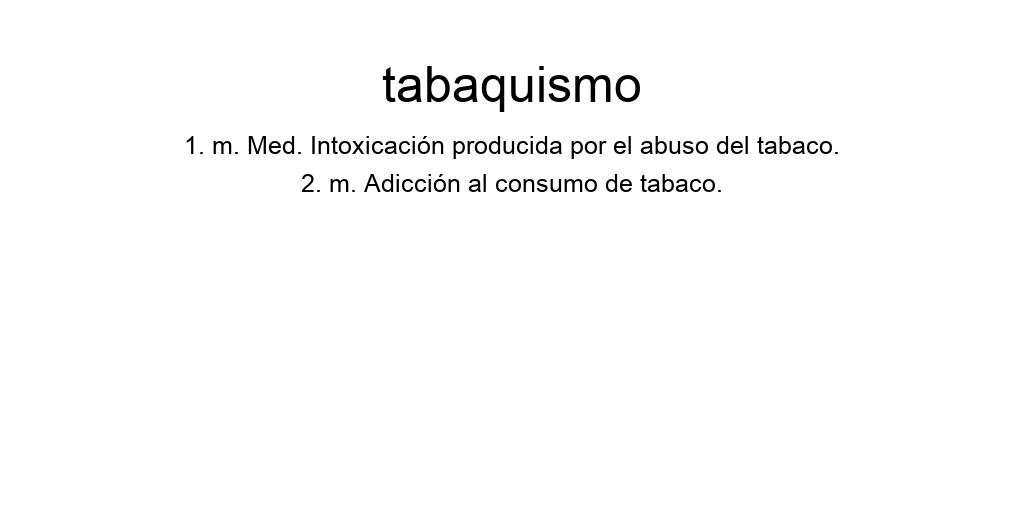 tabaquismo
1. m. Med. Intoxicación producida por el abuso del tabaco.
2. m. Adicción al consumo de tabaco.